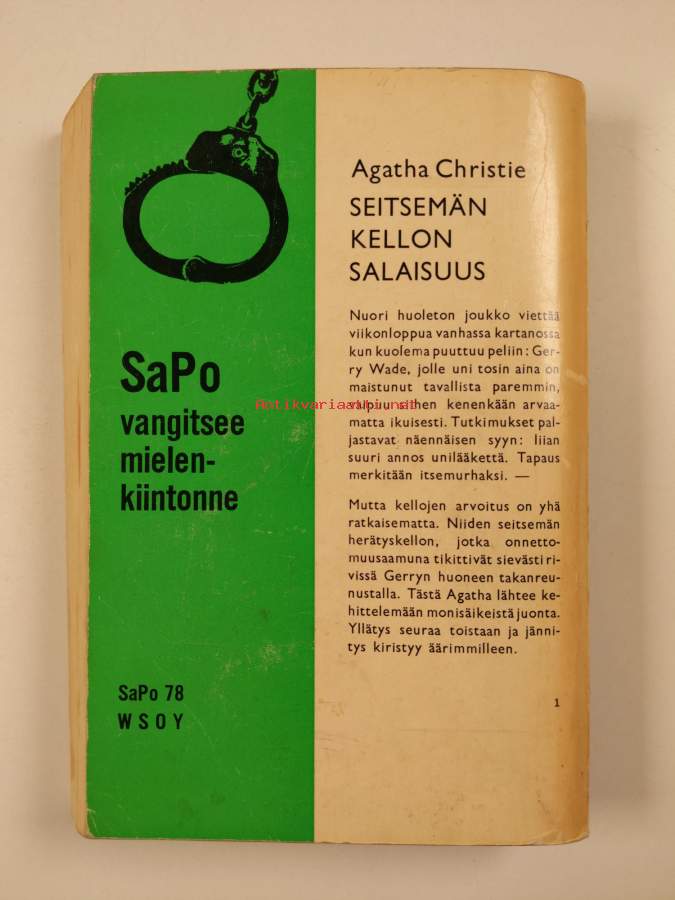 SaPo
vangitsee
mielen-
kiintonne
SaPo 78
WSOY
Agatha Christie
SEITSEMÄN
KELLON
SALAISUUS
Nuori huoleton joukko viettää
viikonloppua vanhassa kartanossa
kun kuolema puuttuu peliin: Ger-
ry Wade, jolle uni tosin aina on
maistunut tavallista paremmin,
vaipuu siihen kenenkään arvaa-
matta ikuisesti. Tutkimukset pal-
jastavat näennäisen syyn: liian
suuri annos unilääkettä. Tapaus
merkitään itsemurhaksi. —
Mutta kellojen arvoitus on yhä
ratkaisematta. Niiden seitsemän
herätyskellon, jotka onnetto-
muusaamuna tikittivät sievästi ri-
vissä Gerryn huoneen takanreu-
nustalla. Tästä Agatha lähtee ke-
hittelemään monisäikeistä juonta.
Yllätys seuraa toistaan ja jänni-
tys kiristyy äärimmilleen.
1
Antikvariaatti.net